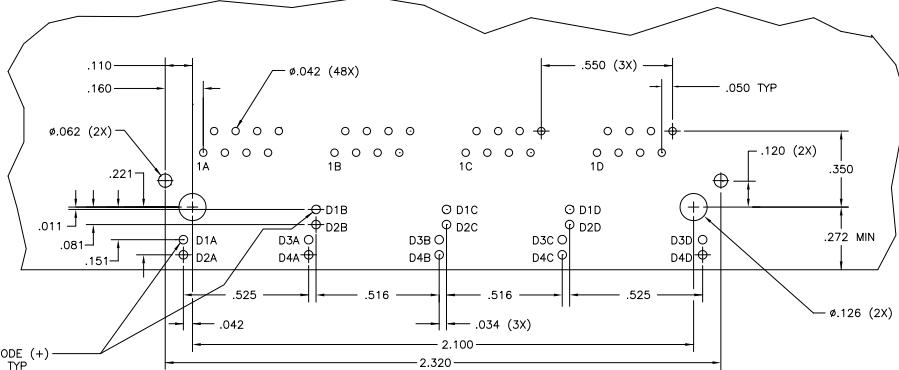 .110
.160
ø.042 (48X)
.550 (3X)
.050 TYP
ø.062 (2X)
1A
1B
1C
1D
.120 (2X)
.350
.221
.011
.081
.151
D1A
D2A
D1B
D2B
D3A
D4A
D1C
D2C
D3B
D4B
D1D
D2D
D3C
D4C
D3D
D4D
.272 MIN
.525
.516
.516
.525
.042
.034 (3X)
ø.126 (2X)
2.100
2.320
ODE (+)
TYP